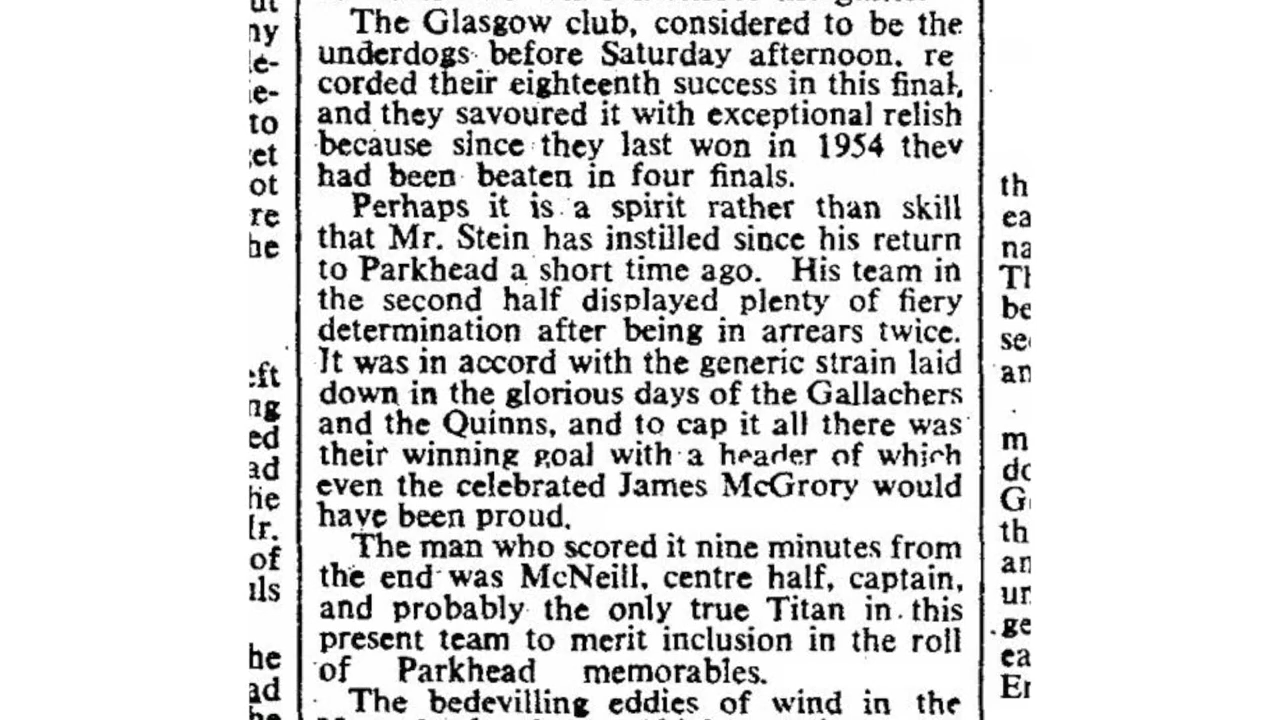 The Glasgow club, considered to be the
underdogs before Saturday afternoon, re
corded their eighteenth success in this final,
and they savoured it with exceptional relish
because since they last won in 1954 they
had been beaten in four finals.
Perhaps it is a spirit rather than skill
that Mr. Stein has instilled since his return
to Parkhead a short time ago. His team in
the second half displayed plenty of fiery
determination after being in arrears twice.
It was in accord with the generic strain laid
down in the glorious days of the Gallachers
and the Quinns, and to cap it all there was
their winning goal with a header of which
even the celebrated James McGrory would
have been proud.
The man who scored it nine minutes from
the end was McNeill, centre half, captain,
and probably the only true Titan in this
present team to merit inclusion in the roll
of Parkhead memorables.
The bedevilling eddies of wind in the